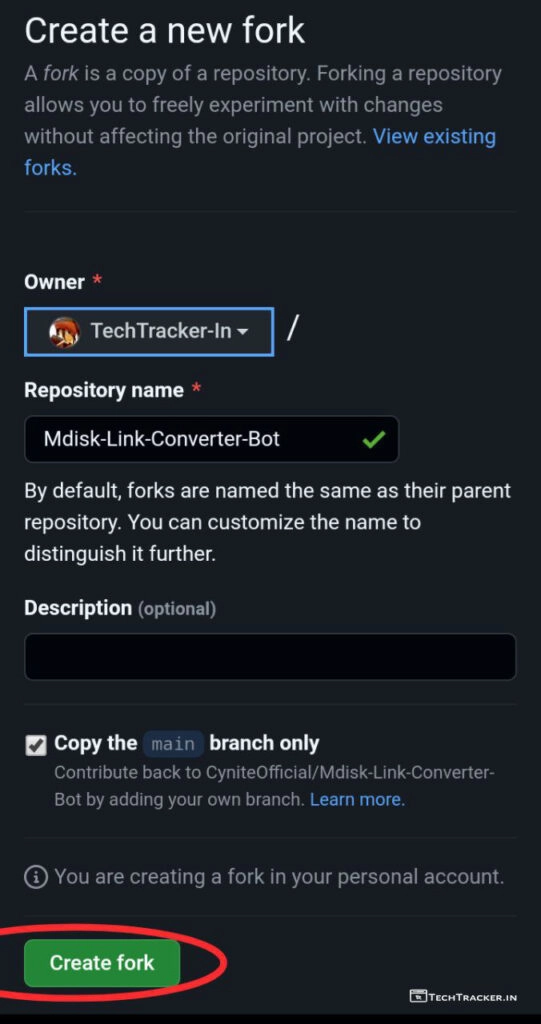 Create a new fork
A fork is a copy of a repository. Forking a repository
allows you to freely experiment with changes
without affecting the original project. View existing
forks.
Owner *
TechTracker-In /
Repository name *
Mdisk-Link-Converter-Bot
By default, forks are named the same as their parent
repository. You can customize the name to
distinguish it further.
Description (optional)
Copy the main branch only
Contribute back to CyniteOfficial/Mdisk-Link-Converter-
Bot by adding your own branch. Learn more.
You are creating a fork in your personal account.
Create fork
TECHTRACKER.IN